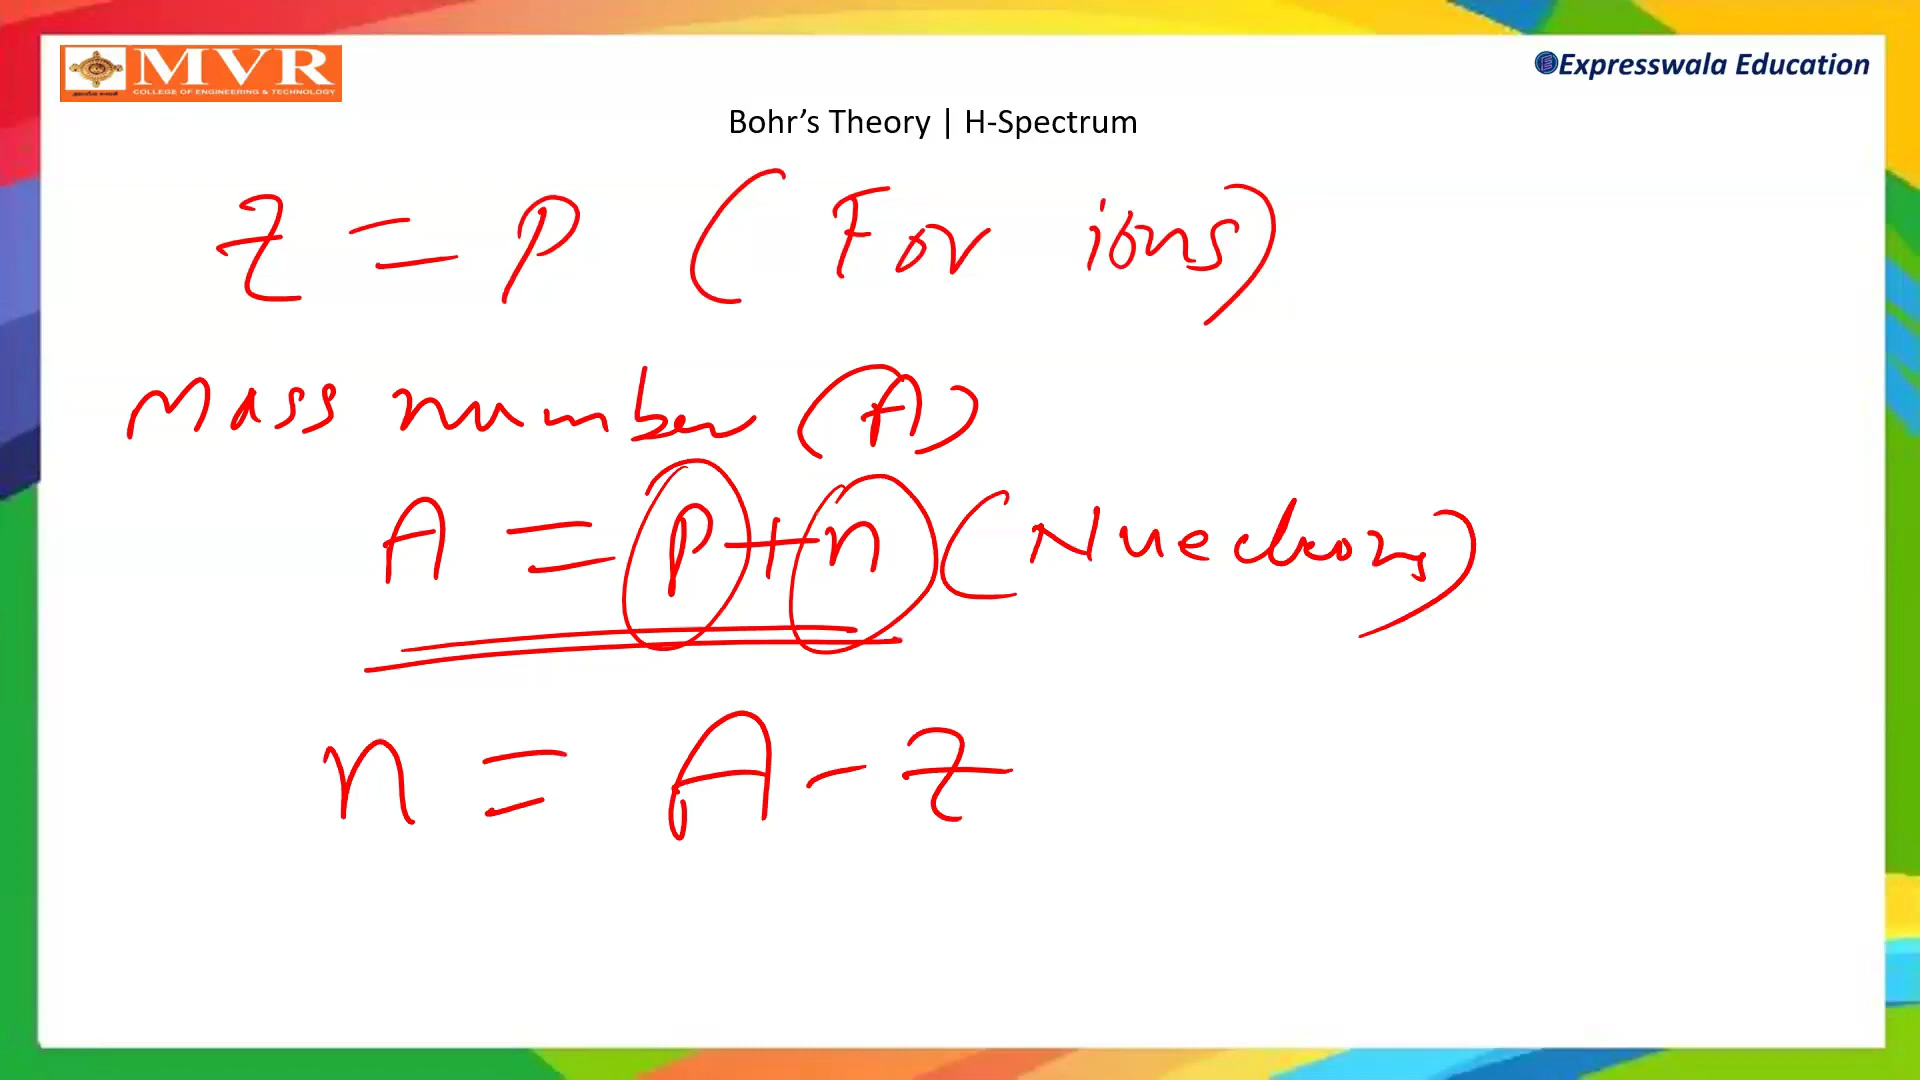 MVR
COLLEGE OF ENGINEERING & TECHNOLOGY
Expresswala Education
Bohr's Theory | H-Spectrum
Z = P (For ions)
Mass number (A)
A = p+n (Nuecleons)
n = A - Z